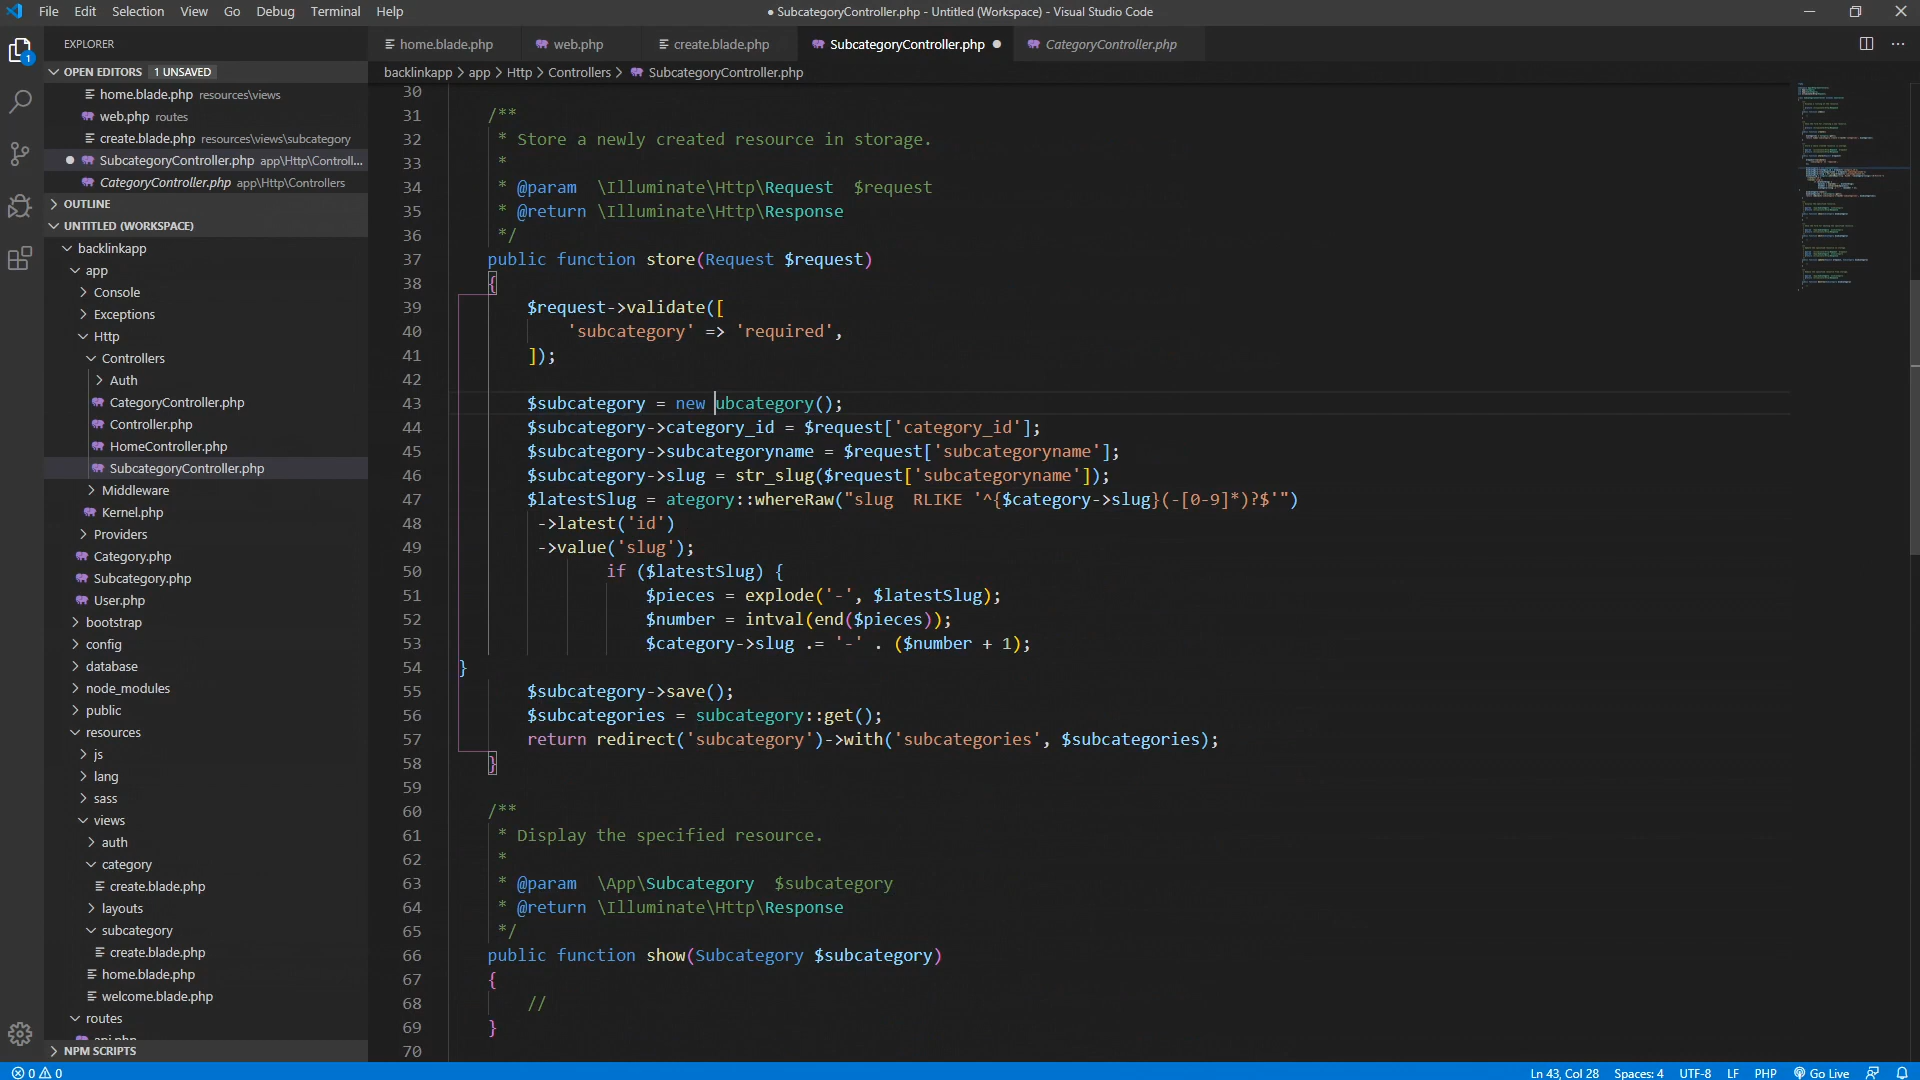 File Edit Selection View Go Debug Terminal Help
● SubcategoryController.php - Untitled (Workspace) - Visual Studio Code
EXPLORER
home.blade.php
web.php
create.blade.php
SubcategoryController.php
CategoryController.php
OPEN EDITORS 1 UNSAVED
home.blade.php resources\views
web.php routes
create.blade.php resources\views\subcategory
SubcategoryController.php app\Http\Controll...
CategoryController.php app\Http\Controllers
OUTLINE
UNTITLED (WORKSPACE)
backlinkapp
app
Console
Exceptions
Http
Controllers
Auth
CategoryController.php
Controller.php
HomeController.php
SubcategoryController.php
Middleware
Kernel.php
Providers
Category.php
Subcategory.php
User.php
bootstrap
config
database
node_modules
public
resources
js
lang
sass
views
auth
category
create.blade.php
layouts
subcategory
create.blade.php
home.blade.php
welcome.blade.php
routes
api.php
NPM SCRIPTS
1
backlinkapp > app > Http > Controllers > SubcategoryController.php
30
31 /**
32 * Store a newly created resource in storage.
33 *
34 * @param \Illuminate\Http\Request $request
35 * @return \Illuminate\Http\Response
36 */
37 public function store(Request $request)
38 {
39 $request->validate([
40 'subcategory' => 'required',
41 ]);
42
43 $subcategory = new ubcategory();
44 $subcategory->category_id = $request['category_id'];
45 $subcategory->subcategoryname = $request['subcategoryname'];
46 $subcategory->slug = str_slug($request['subcategoryname']);
47 $latestSlug = ategory::whereRaw("slug RLIKE '^{$category->slug}(-[0-9]*)?$'")
48 ->latest('id')
49 ->value('slug');
50 if ($latestSlug) {
51 $pieces = explode('-', $latestSlug);
52 $number = intval(end($pieces));
53 $category->slug .= '-' . ($number + 1);
54 }
55 $subcategory->save();
56 $subcategories = subcategory::get();
57 return redirect('subcategory')->with('subcategories', $subcategories);
58 }
59
60 /**
61 * Display the specified resource.
62 *
63 * @param \App\Subcategory $subcategory
64 * @return \Illuminate\Http\Response
65 */
66 public function show(Subcategory $subcategory)
67 {
68 //
69 }
70
0 0 Ln 43, Col 28 Spaces: 4 UTF-8 LF PHP Go Live